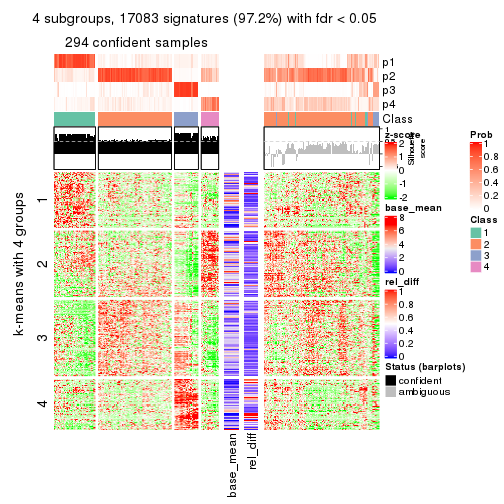 4 subgroups, 17083 signatures (97.2%) with fdr < 0.05
294 confident samples
p1
p2
p3
p4
Class
Silhouette
score
1
z-score
2
1
0
-1
-2
base_mean
8
6
4
2
0
rel_diff
1
0.8
0.6
0.4
0.2
0
Status (barplots)
confident
ambiguous
Prob
1
0.8
0.6
0.4
0.2
0
Class
1
2
3
4
k-means with 4 groups
1
2
3
4
base_mean
rel_diff